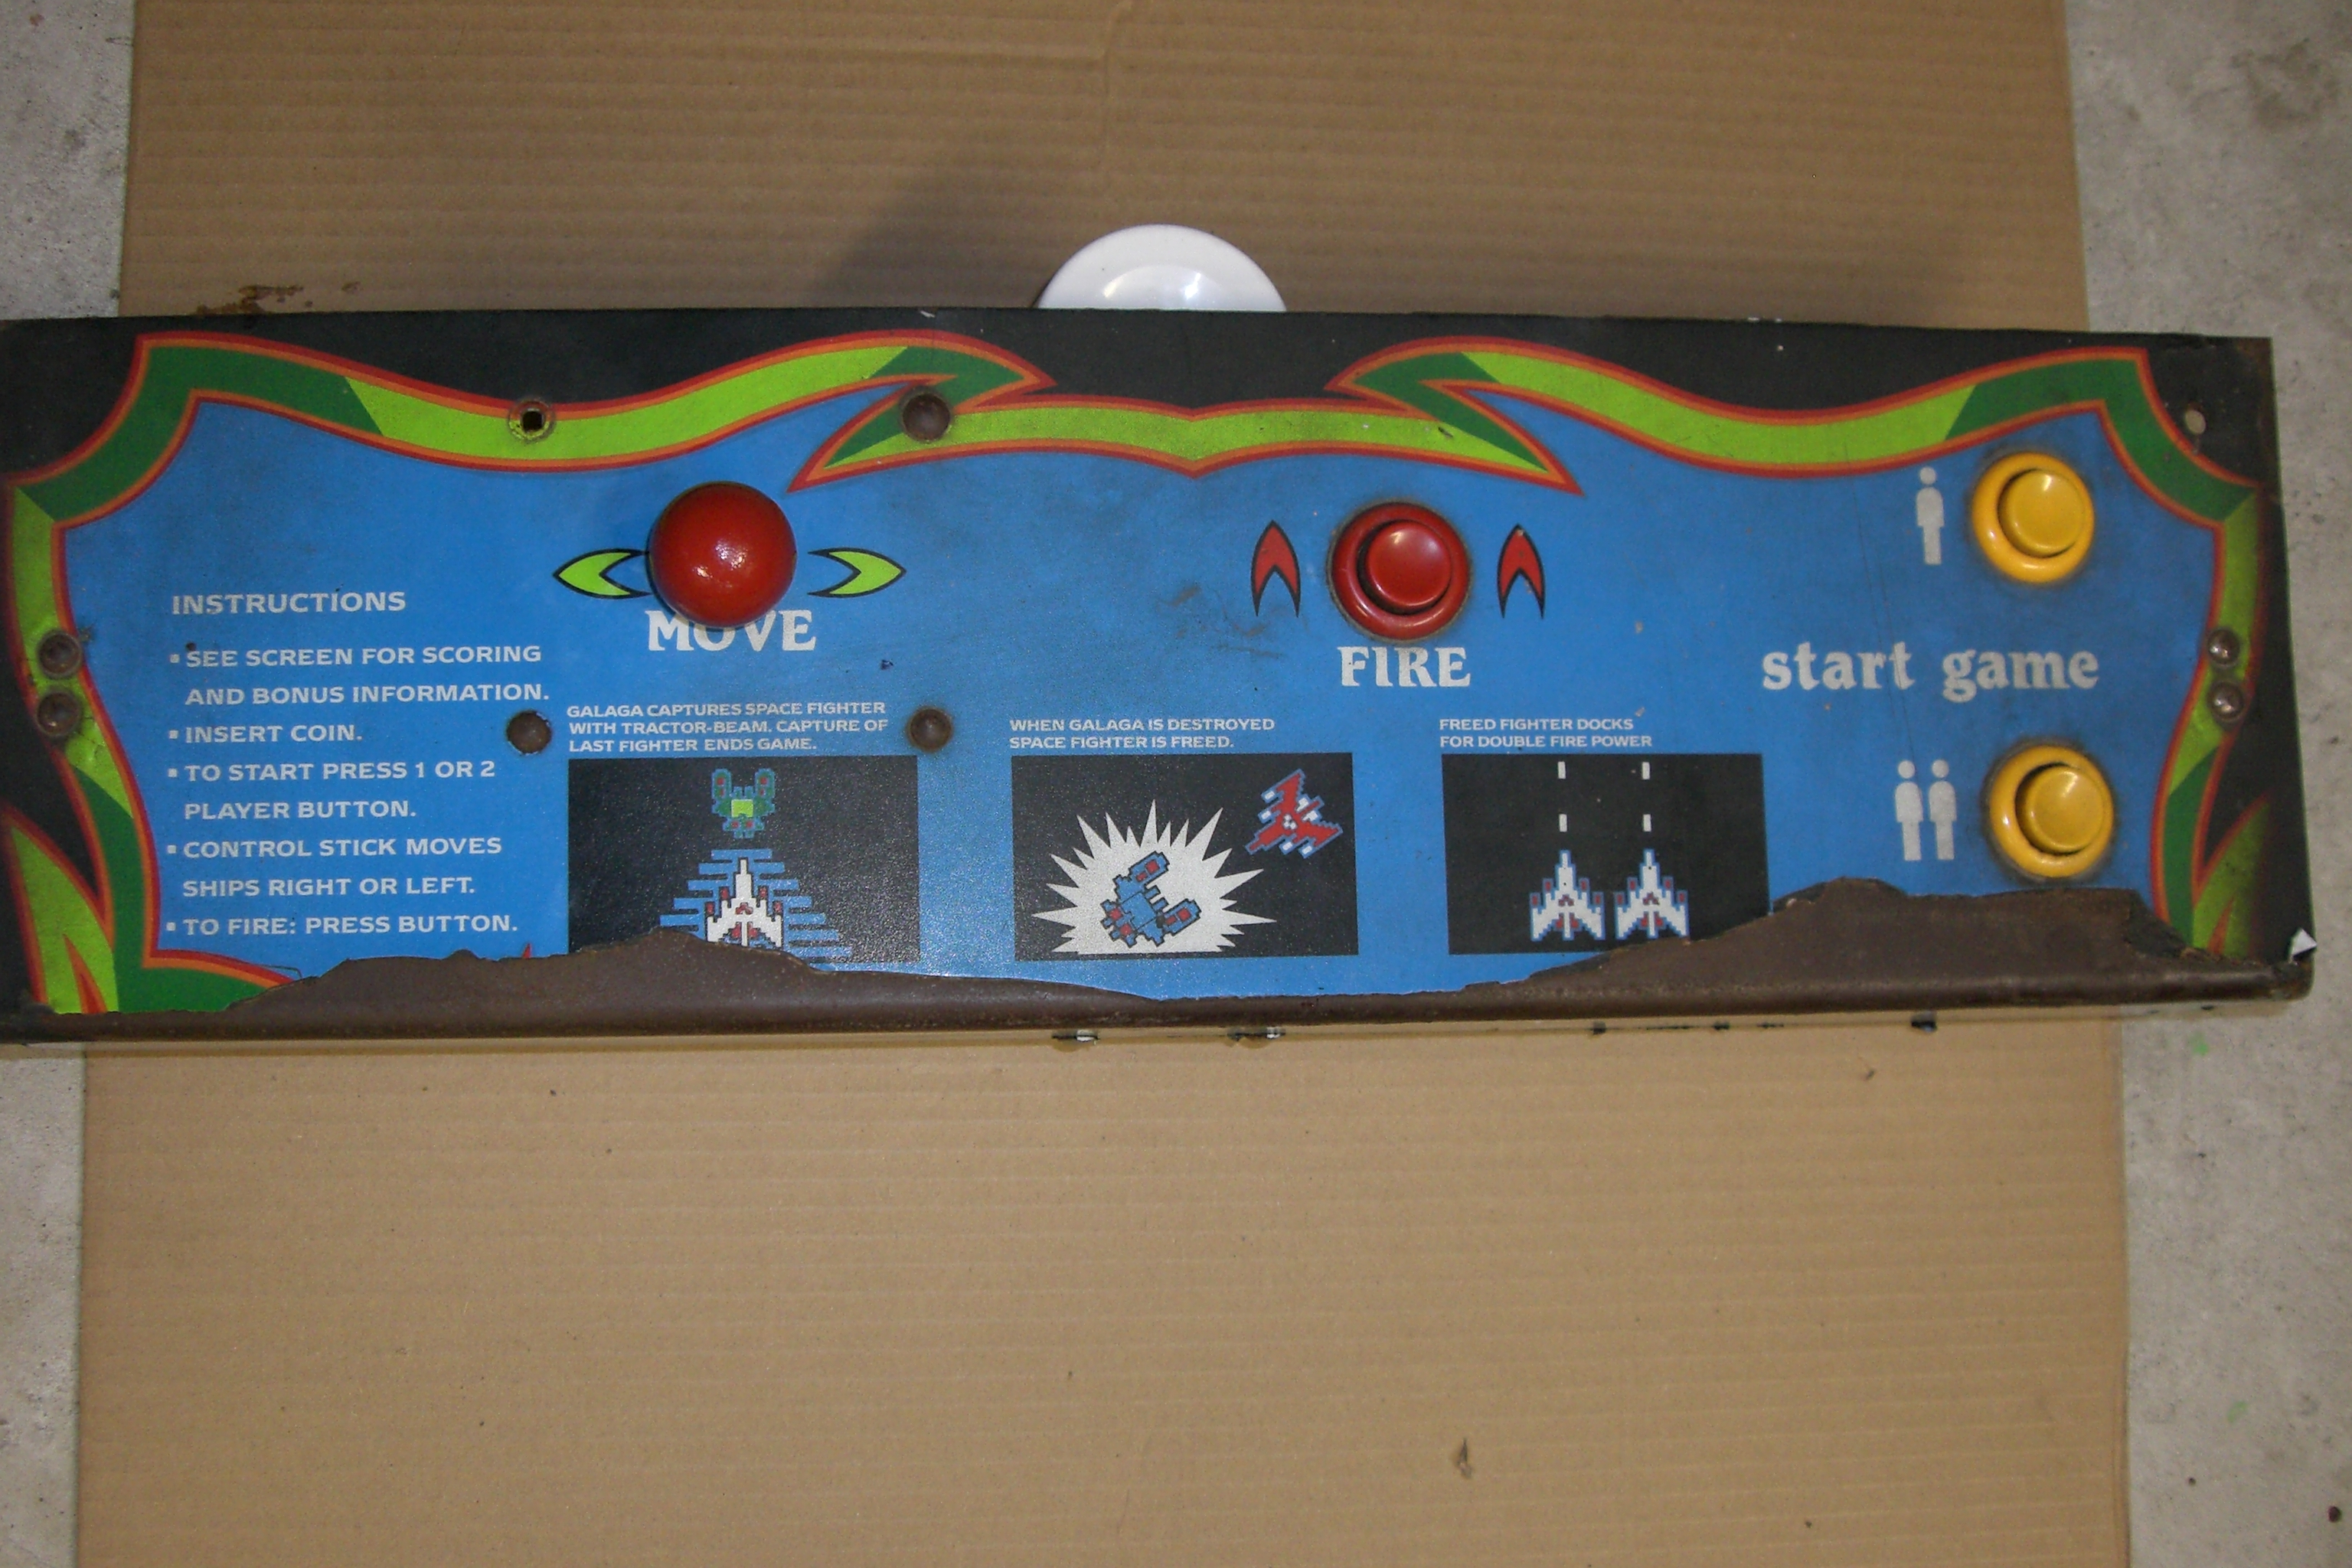 INSTRUCTIONS
▪ SEE SCREEN FOR SCORING
AND BONUS INFORMATION.
▪ INSERT COIN.
▪ TO START PRESS 1 OR 2
PLAYER BUTTON.
▪ CONTROL STICK MOVES
SHIPS RIGHT OR LEFT.
▪ TO FIRE: PRESS BUTTON.
MOVE
GALAGA CAPTURES SPACE FIGHTER
WITH TRACTOR-BEAM. CAPTURE OF
LAST FIGHTER ENDS GAME.
WHEN GALAGA IS DESTROYED
SPACE FIGHTER IS FREED.
FIRE
FREED FIGHTER DOCKS
FOR DOUBLE FIRE POWER
start game